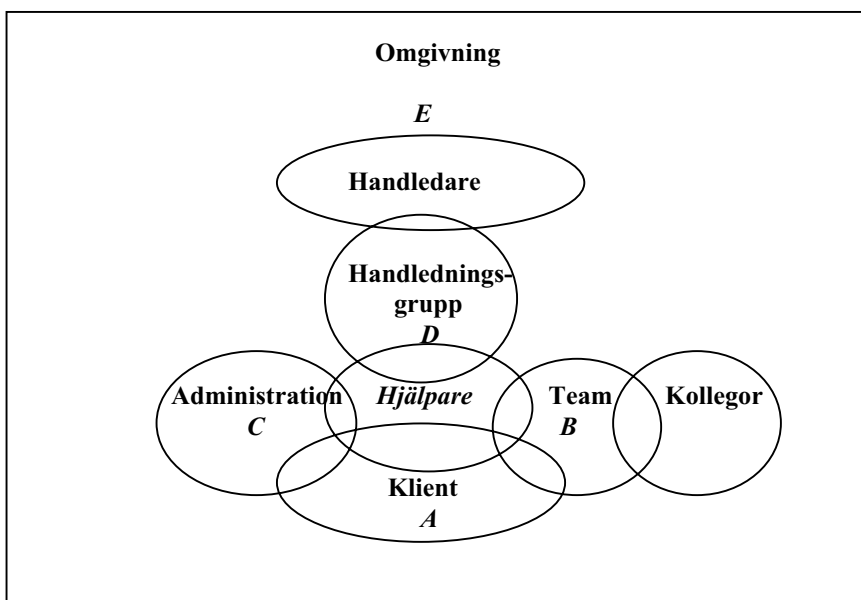 Omgivning
E
Handledare
Handlednings-
grupp
D
Administration Hjälpare Team Kollegor
C B
Klient
A